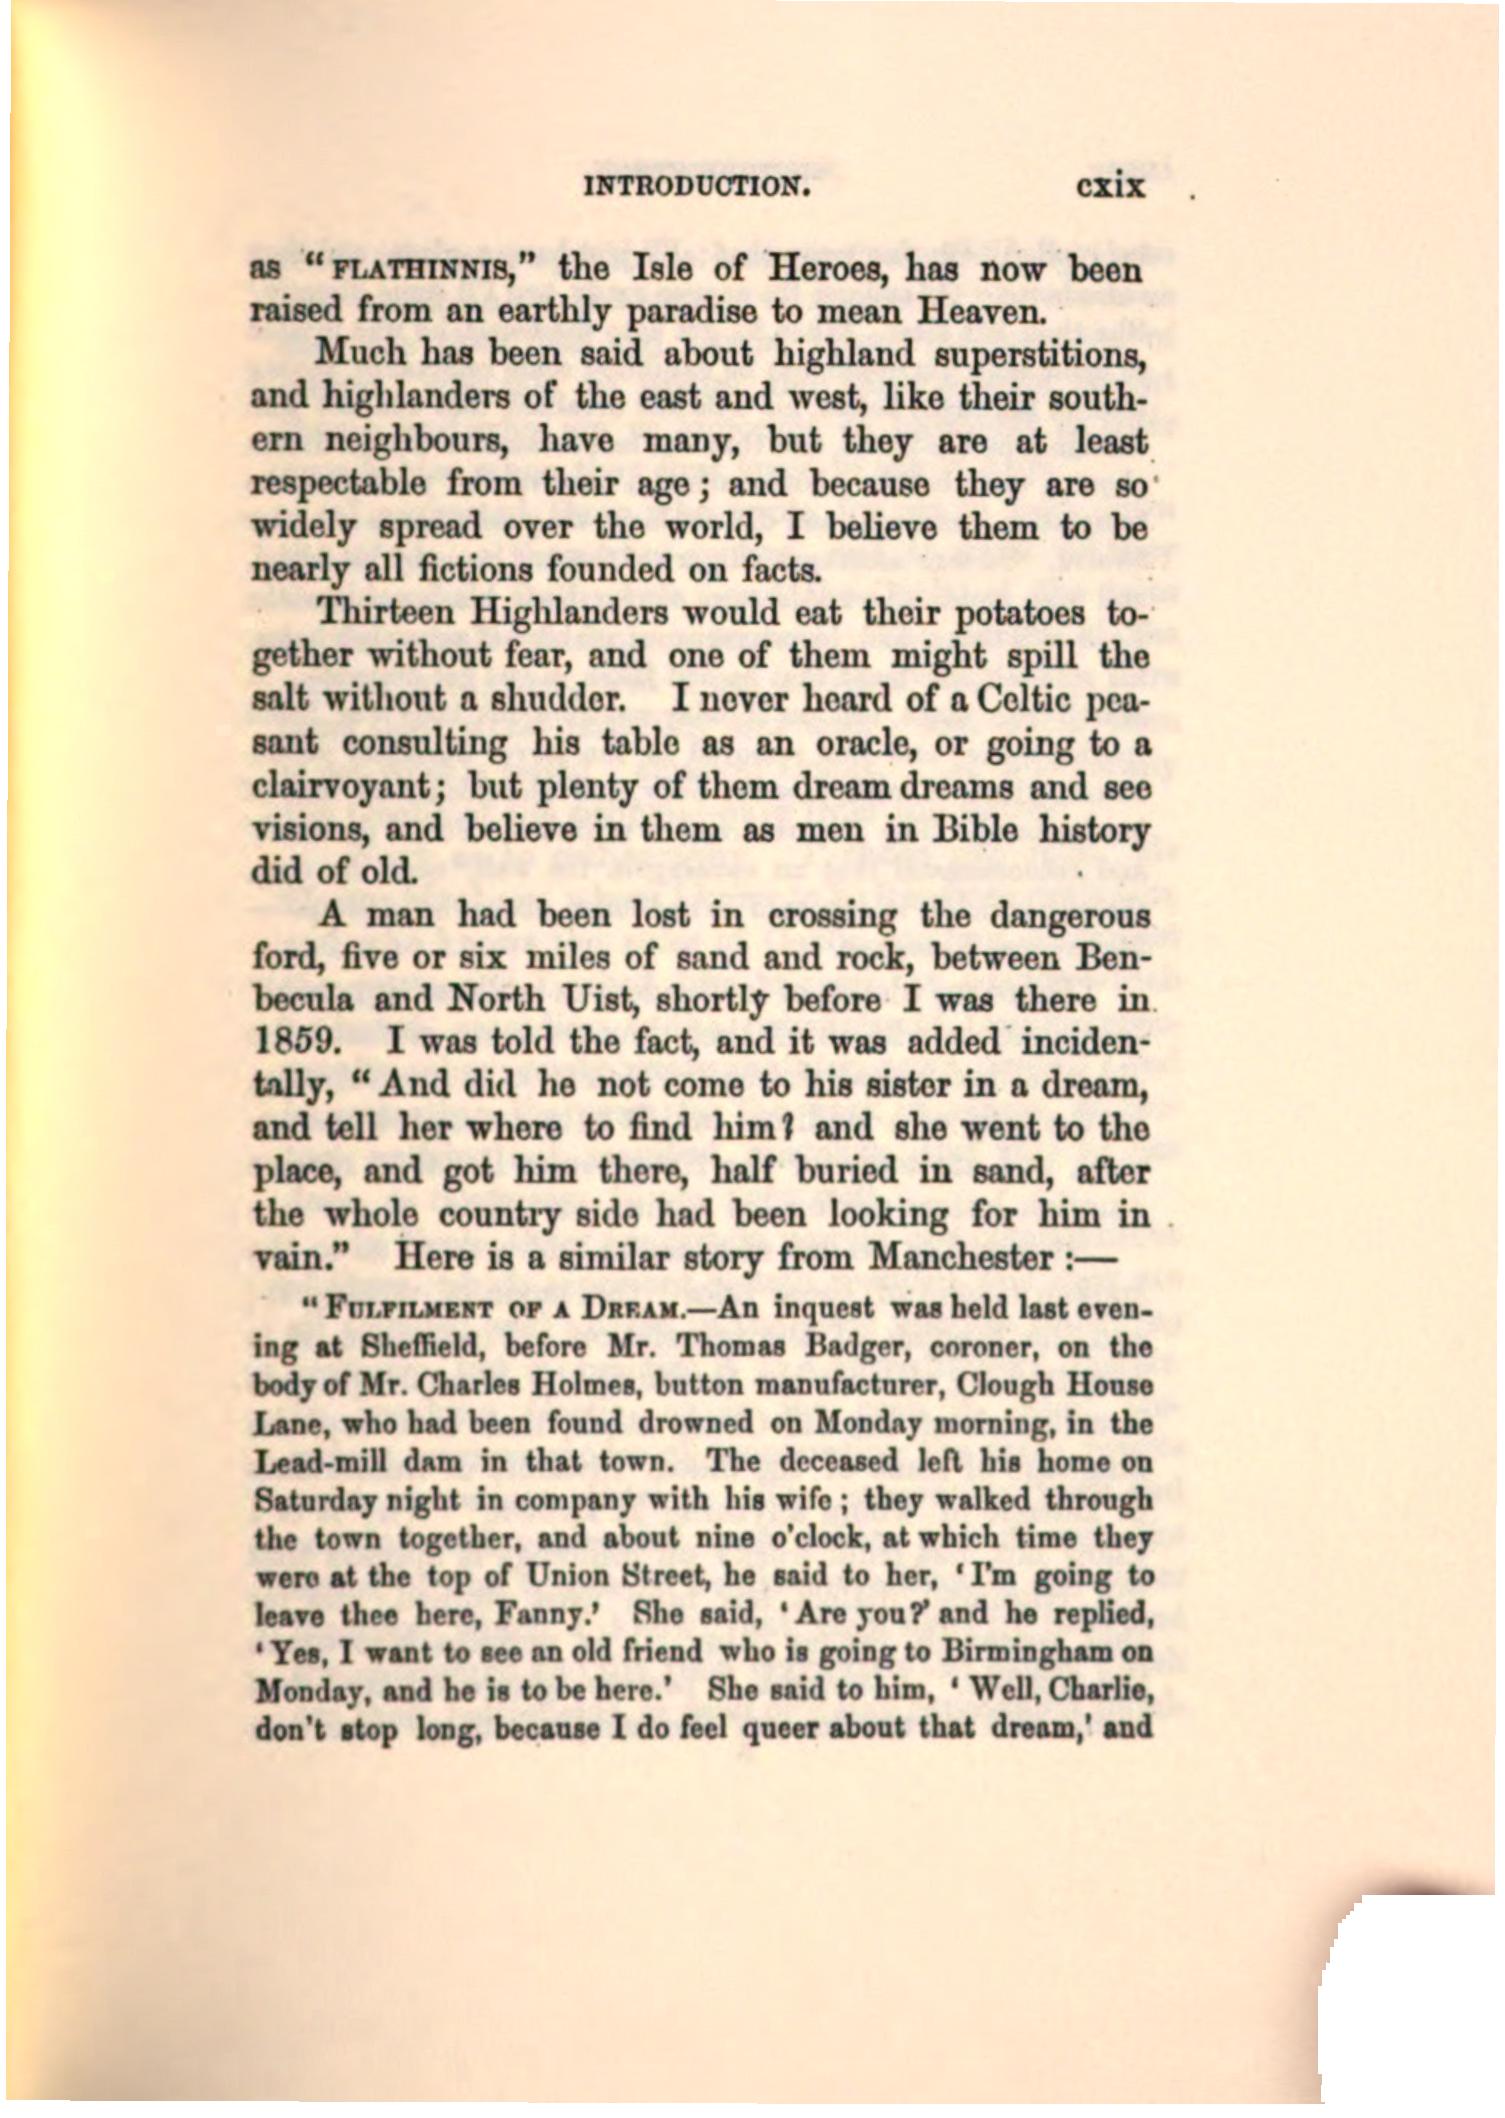 INTRODUCTION. cxix
as "FLATHINNIS," the Isle of Heroes, has now been
raised from an earthly paradise to mean Heaven.
Much has been said about highland superstitions,
and highlanders of the east and west, like their south-
ern neighbours, have many, but they are at least
respectable from their age; and because they are so
widely spread over the world, I believe them to be
nearly all fictions founded on facts.
Thirteen Highlanders would eat their potatoes to-
gether without fear, and one of them might spill the
salt without a shudder. I never heard of a Celtic pea-
sant consulting his table as an oracle, or going to a
clairvoyant; but plenty of them dream dreams and see
visions, and believe in them as men in Bible history
did of old.
A man had been lost in crossing the dangerous
ford, five or six miles of sand and rock, between Ben-
becula and North Uist, shortly before I was there in
1859. I was told the fact, and it was added inciden-
tally, "And did he not come to his sister in a dream,
and tell her where to find him? and she went to the
place, and got him there, half buried in sand, after
the whole country side had been looking for him in
vain." Here is a similar story from Manchester :—
"FULFILMENT OF A DREAM.—An inquest was held last even-
ing at Sheffield, before Mr. Thomas Badger, coroner, on the
body of Mr. Charles Holmes, button manufacturer, Clough House
Lane, who had been found drowned on Monday morning, in the
Lead-mill dam in that town. The deceased left his home on
Saturday night in company with his wife; they walked through
the town together, and about nine o'clock, at which time they
were at the top of Union Street, he said to her, 'I'm going to
leave thee here, Fanny.' She said, 'Are you?' and he replied,
'Yes, I want to see an old friend who is going to Birmingham on
Monday, and he is to be here.' She said to him, 'Well, Charlie,
don't stop long, because I do feel queer about that dream,' and